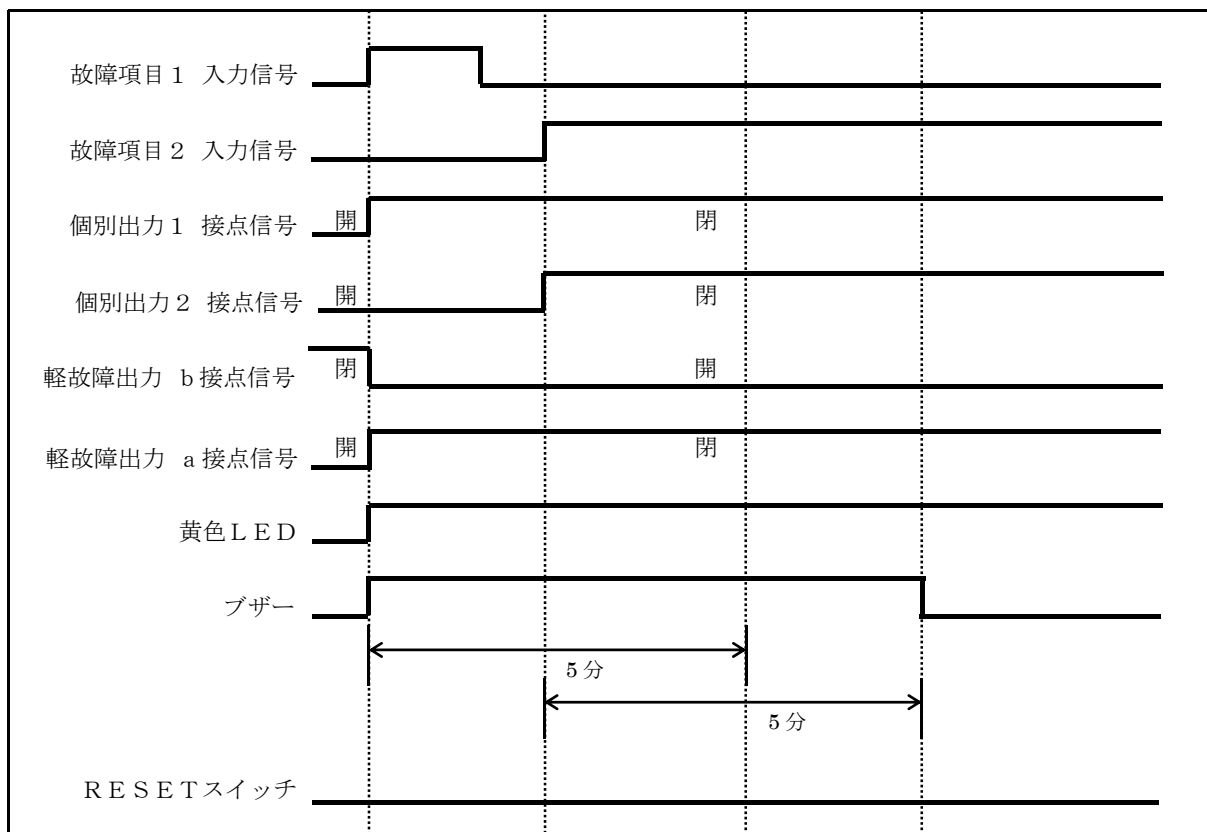 故障項目１ 入力信号
故障項目２ 入力信号
個別出力１ 接点信号 開 閉
個別出力２ 接点信号 開 閉
軽故障出力 ｂ接点信号 閉 開
軽故障出力 ａ接点信号 開 閉
黄色ＬＥＤ
ブザー
5分
5分
ＲＥＳＥＴスイッチ